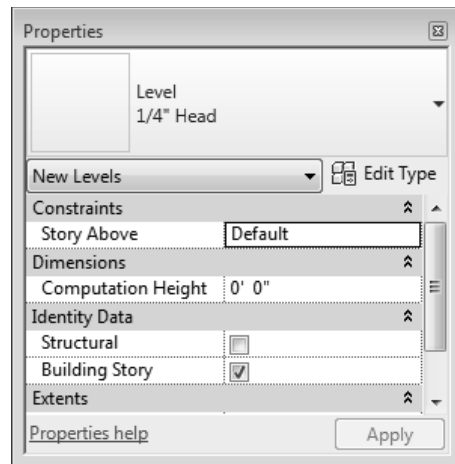 Properties
Level
1/4" Head
New Levels Edit Type
Constraints
Story Above Default
Dimensions
Computation Height 0' 0"
Identity Data
Structural
Building Story
Extents
Properties help Apply